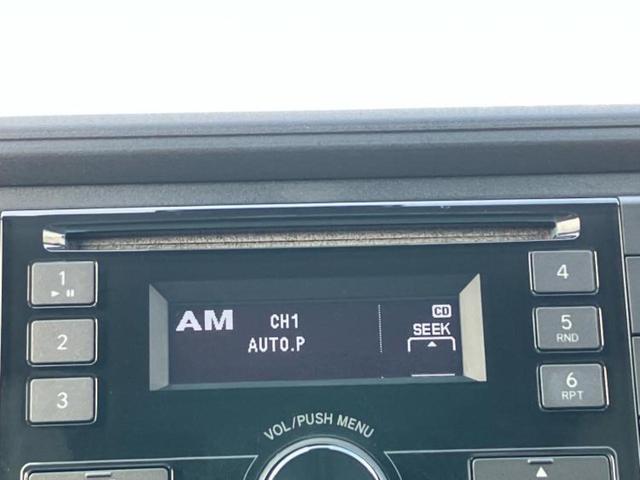 1
2
3
AM CH1
AUTO.P
CD
SEEK
4
5
RND
6
RPT
VOL/PUSH MENU